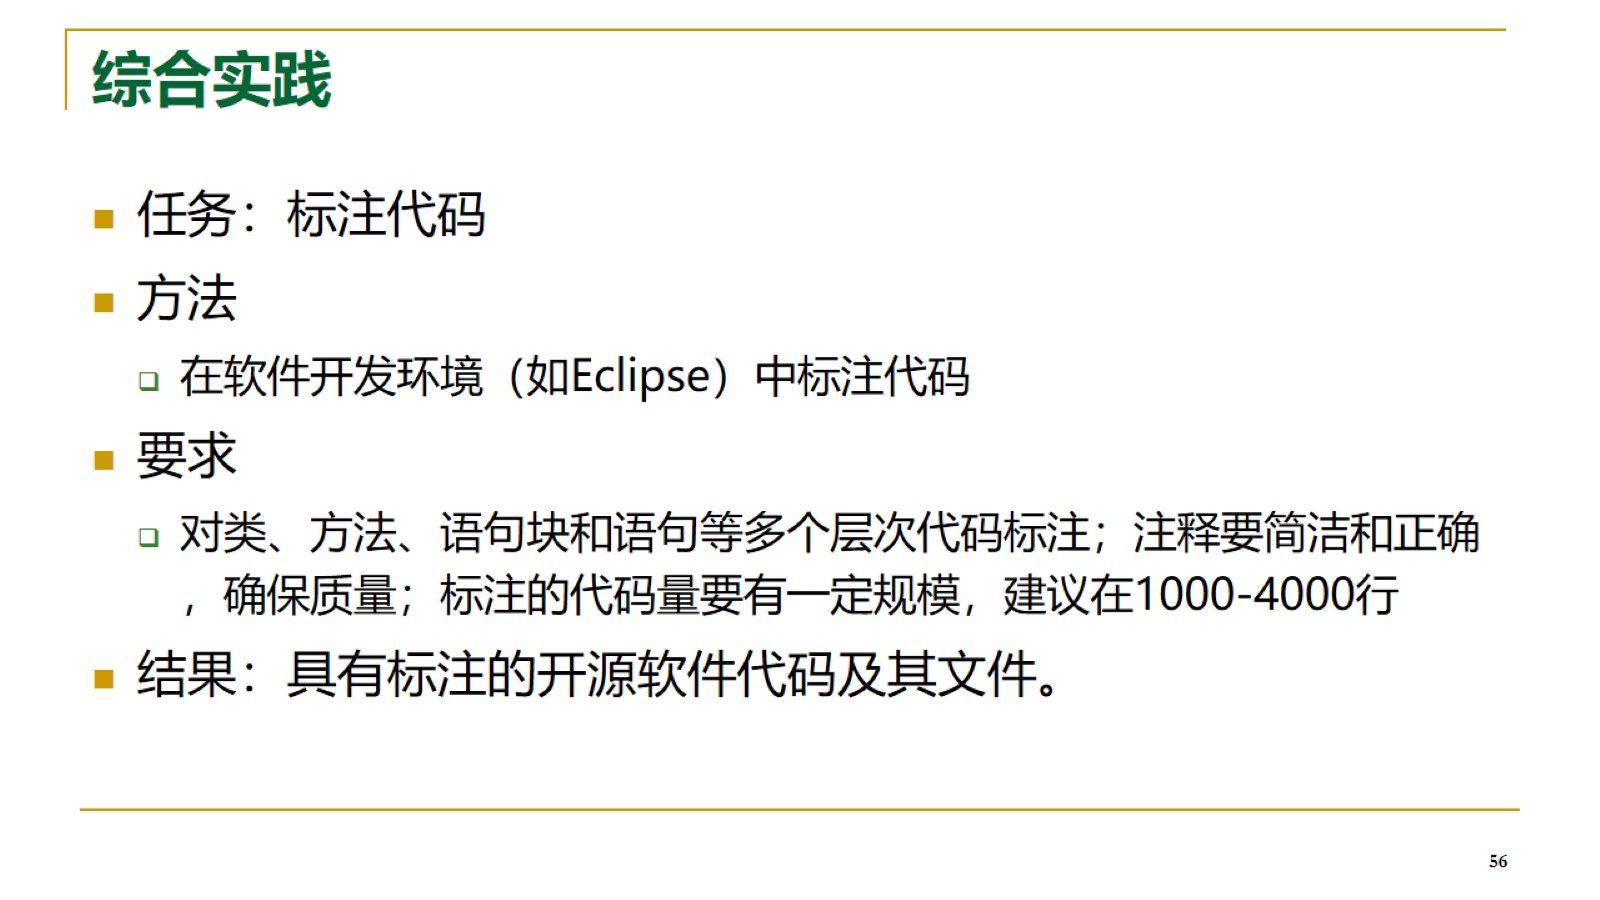 综合实践
任务：标注代码
方法
在软件开发环境（如Eclipse）中标注代码
要求
对类、方法、语句块和语句等多个层次代码标注；注释要简洁和正确
，确保质量；标注的代码量要有一定规模，建议在1000-4000行
结果：具有标注的开源软件代码及其文件。
56